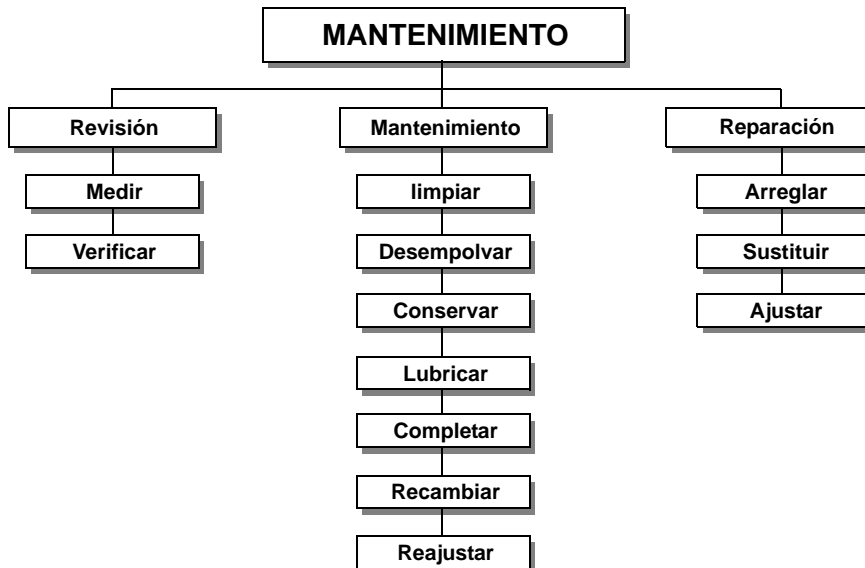 MANTENIMIENTO
Revisión
Medir
Verificar
Mantenimiento
limpiar
Desempolvar
Conservar
Lubricar
Completar
Recambiar
Reajustar
Reparación
Arreglar
Sustituir
Ajustar